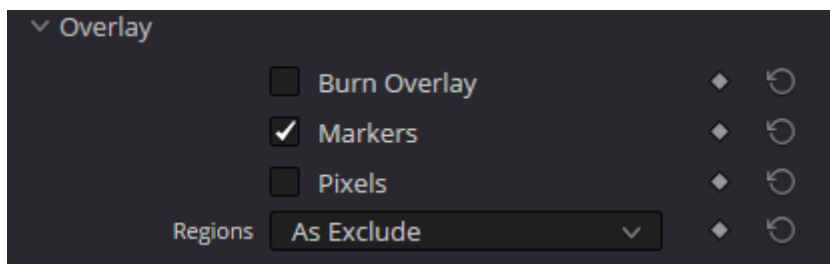 Overlay
Burn Overlay
Markers
Pixels
Regions As Exclude